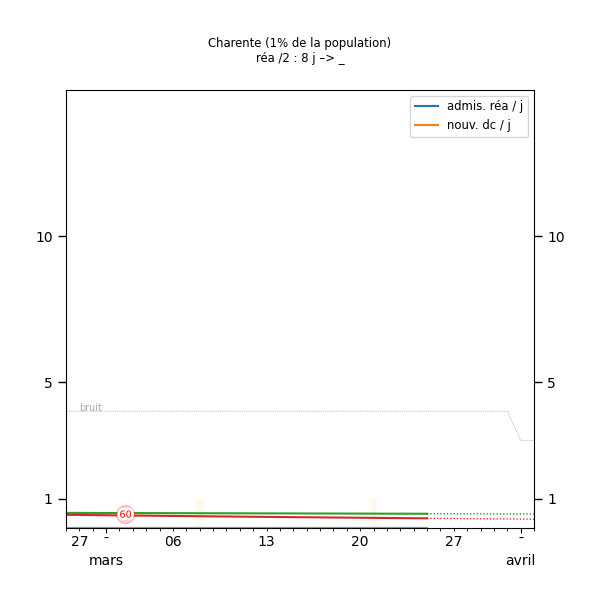 Charente (1% de la population)
réa /2 : 8 j –> _
admis. réa / j
nouv. dc / j
10 10
5 5
bruit
1 1
60
27 - 06 13 20 27 -
mars avril